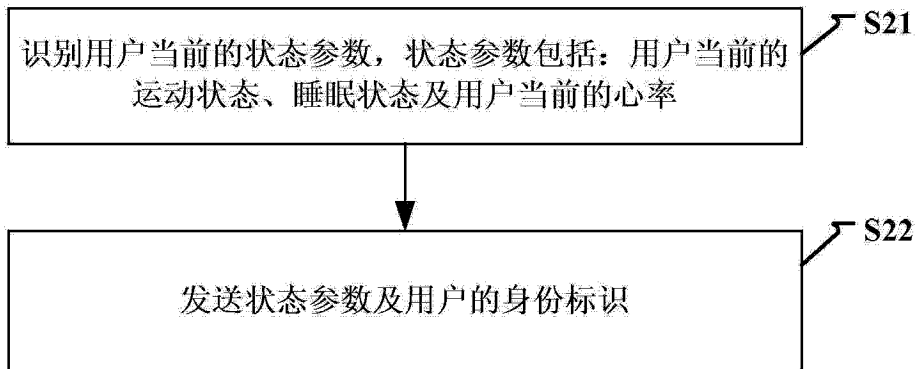 识别用户当前的状态参数，状态参数包括：用户当前的
运动状态、睡眠状态及用户当前的心率
S21
发送状态参数及用户的身份标识
S22